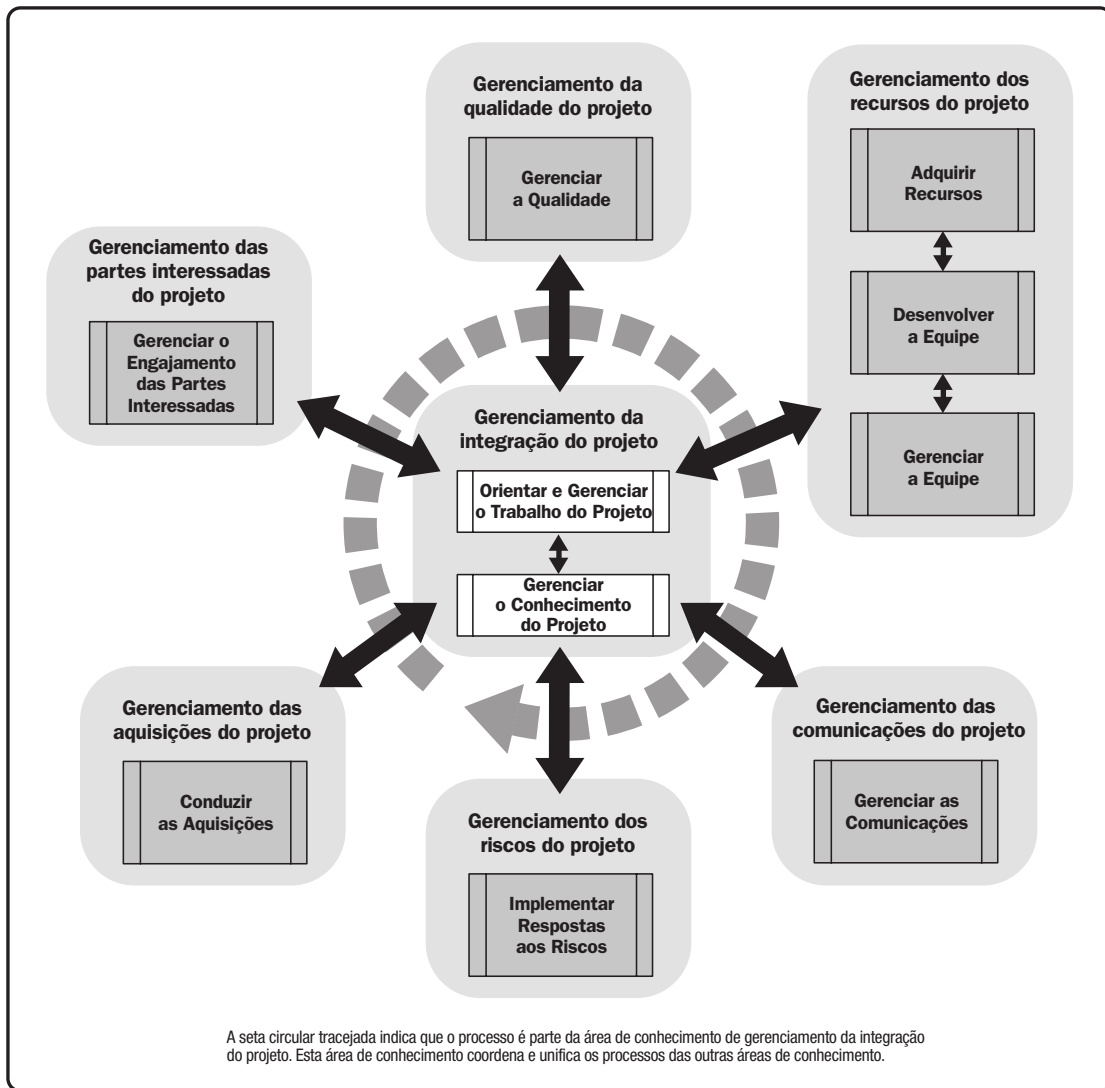 Gerenciamento da
qualidade do projeto
Gerenciar
a Qualidade
Gerenciamento dos
recursos do projeto
Adquirir
Recursos
Desenvolver
a Equipe
Gerenciar
a Equipe
Gerenciamento das
partes interessadas
do projeto
Gerenciar o
Engajamento
das Partes
Interessadas
Gerenciamento da
integração do projeto
Orientar e Gerenciar
o Trabalho do Projeto
Gerenciar
o Conhecimento
do Projeto
Gerenciamento das
aquisições do projeto
Conduzir
as Aquisições
Gerenciamento dos
riscos do projeto
Implementar
Respostas
aos Riscos
Gerenciamento das
comunicações do projeto
Gerenciar as
Comunicações
A seta circular tracejada indica que o processo é parte da área de conhecimento de gerenciamento da integração
do projeto. Esta área de conhecimento coordena e unifica os processos das outras áreas de conhecimento.